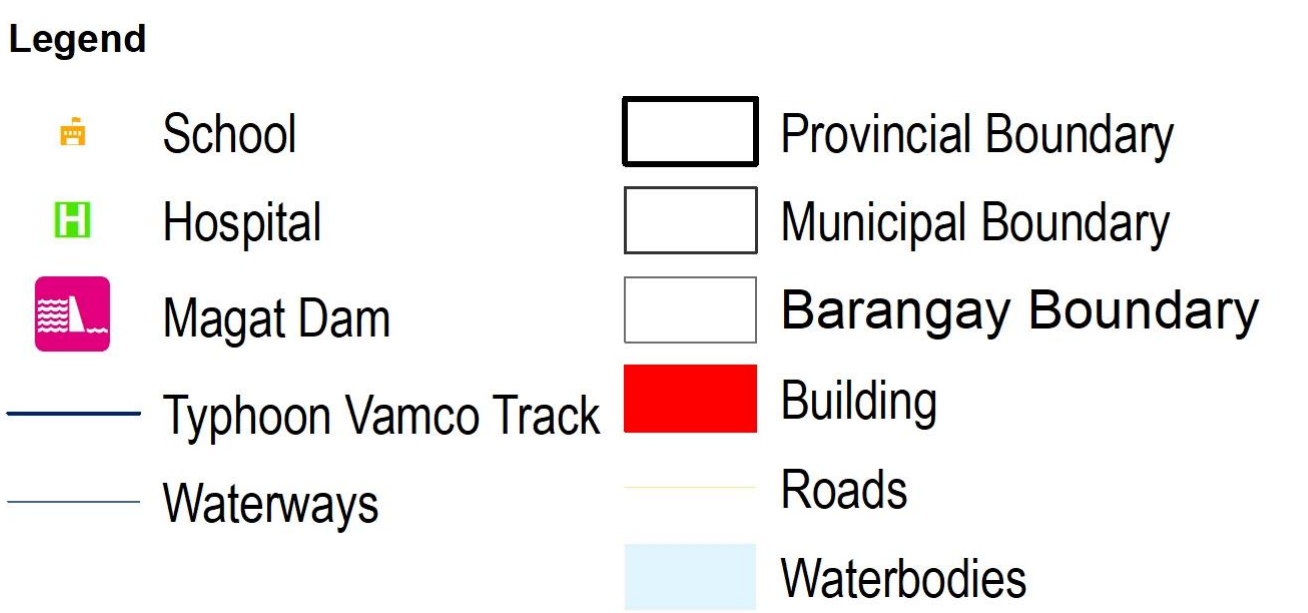 Legend
School
Hospital
H
Magat Dam
Typhoon Vamco Track
Waterways
Provincial Boundary
Municipal Boundary
Barangay Boundary
Building
Roads
Waterbodies